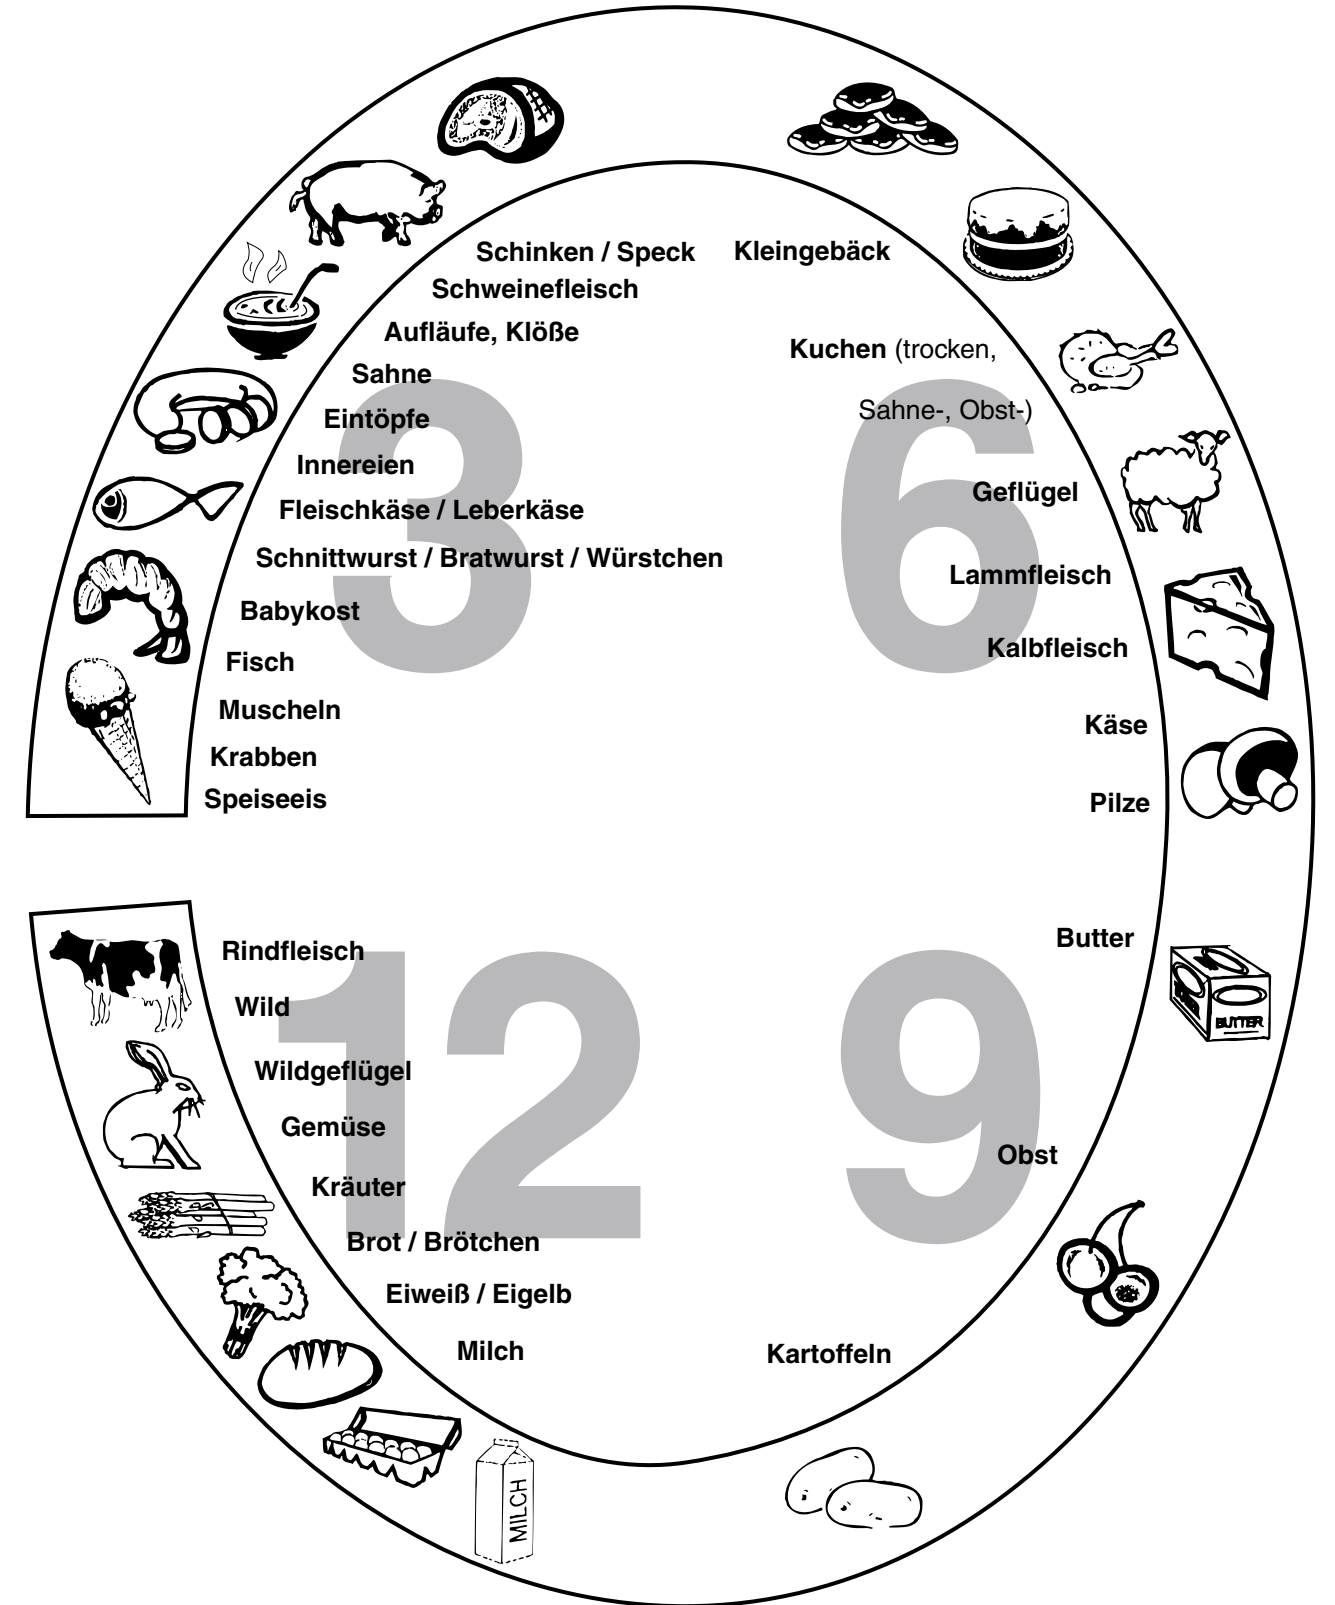 Schinken / Speck
Schweinefleisch
Aufläufe, Klöße
Sahne
Eintöpfe
Innereien
Fleischkäse / Leberkäse
Schnittwurst / Bratwurst / Würstchen
Babykost
Fisch
Muscheln
Krabben
Speiseeis
3
Kleingebäck
Kuchen (trocken,
Sahne-, Obst-)
Geflügel
Lammfleisch
Kalbfleisch
Käse
Pilze
6
Rindfleisch
Wild
Wildgeflügel
Gemüse
Kräuter
Brot / Brötchen
Eiweiß / Eigelb
Milch
12
MILCH
Butter
BUTTER
Obst
Kartoffeln
9